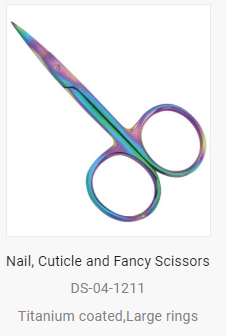 Nail, Cuticle and Fancy Scissors
DS-04-1211
Titanium coated,Large rings